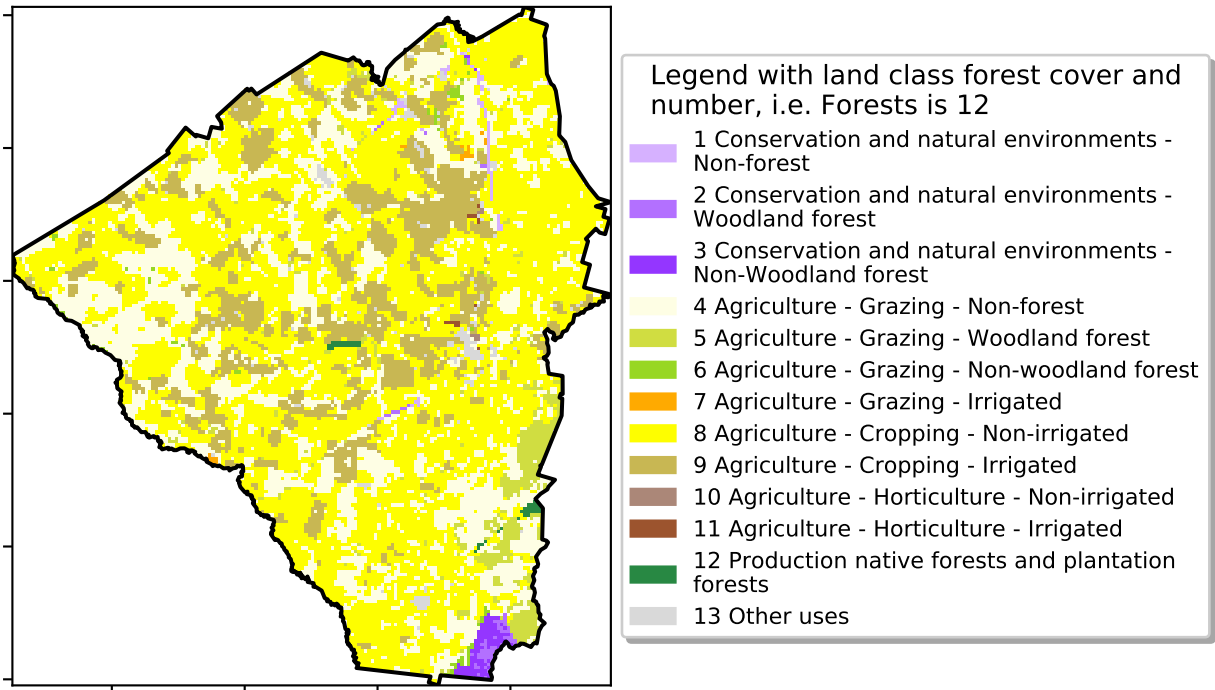 Legend with land class forest cover and
number, i.e. Forests is 12
1 Conservation and natural environments -
Non-forest
2 Conservation and natural environments -
Woodland forest
3 Conservation and natural environments -
Non-Woodland forest
4 Agriculture - Grazing - Non-forest
5 Agriculture - Grazing - Woodland forest
6 Agriculture - Grazing - Non-woodland forest
7 Agriculture - Grazing - Irrigated
8 Agriculture - Cropping - Non-irrigated
9 Agriculture - Cropping - Irrigated
10 Agriculture - Horticulture - Non-irrigated
11 Agriculture - Horticulture - Irrigated
12 Production native forests and plantation
forests
13 Other uses